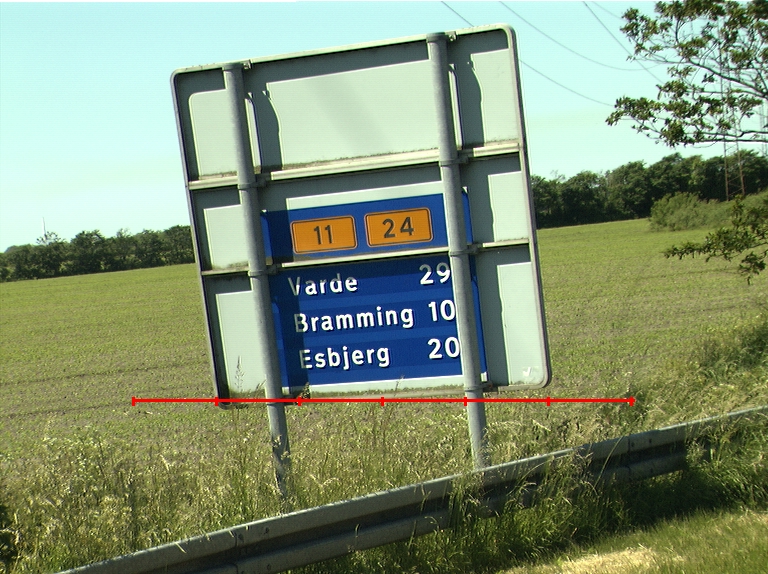 11 24
Varde 29
Bramming 10
Esbjerg 20